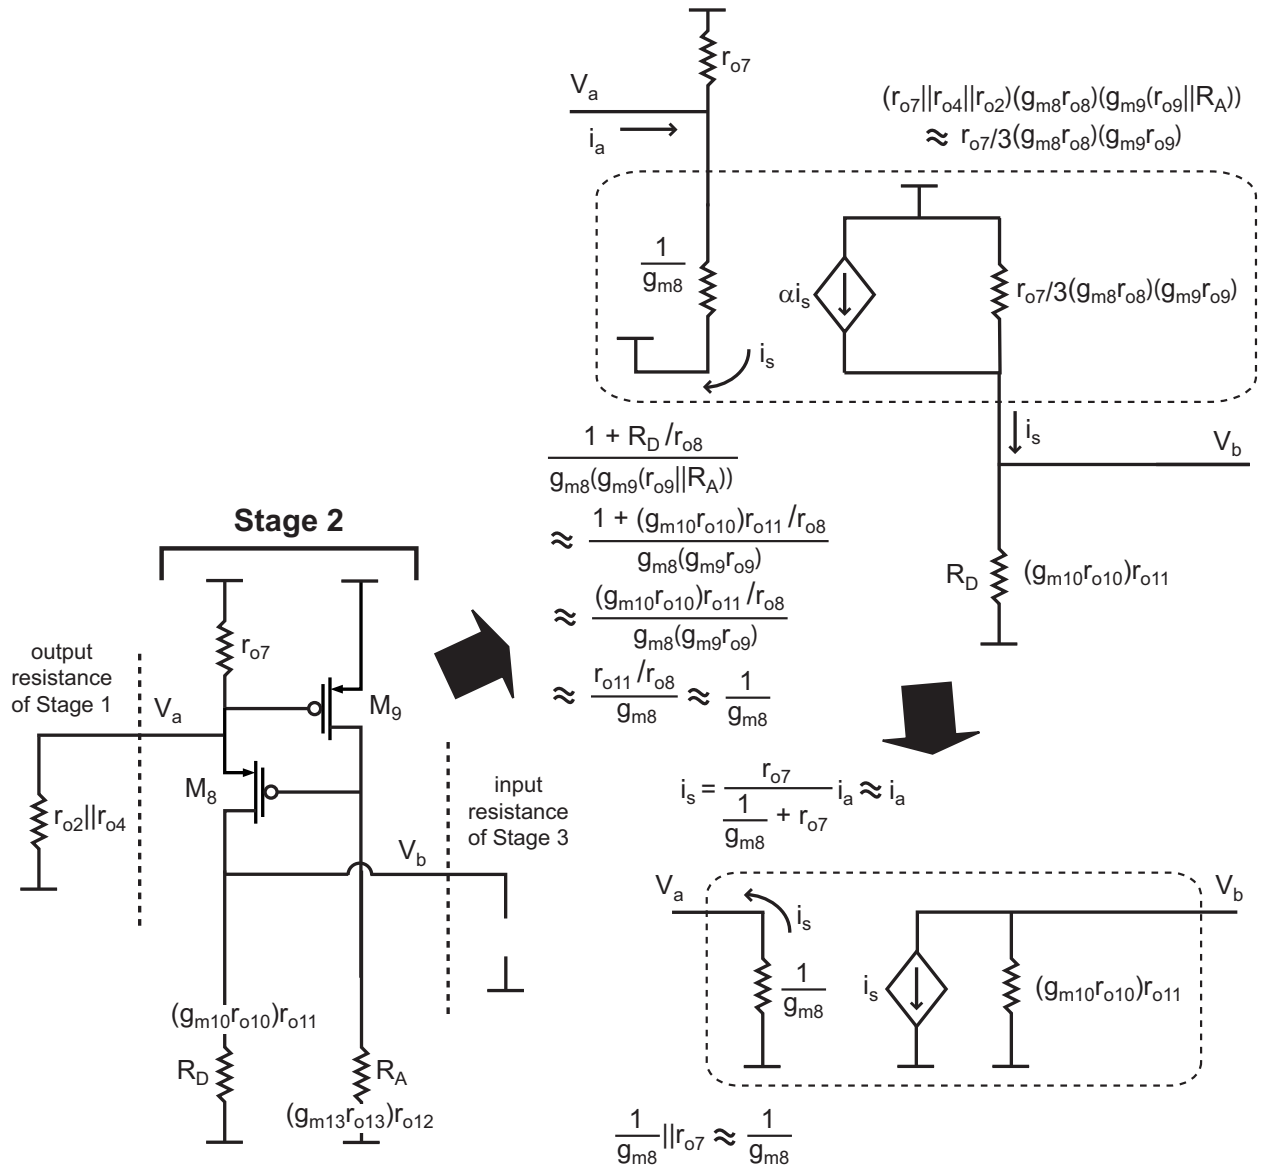 r_o7
V_a
i_a
(r_o7||r_o4||r_o2)(g_m8r_o8)(g_m9(r_o9||R_A))
≈ r_o7/3(g_m8r_o8)(g_m9r_o9)
1
g_m8
αi_s
r_o7/3(g_m8r_o8)(g_m9r_o9)
i_s
i_s
V_b
R_D
(g_m10r_o10)r_o11
1 + R_D/r_o8
g_m8(g_m9(r_o9||R_A))
≈ 1 + (g_m10r_o10)r_o11/r_o8
g_m8(g_m9r_o9)
≈ (g_m10r_o10)r_o11/r_o8
g_m8(g_m9r_o9)
≈ r_o11/r_o8 ≈ 1
g_m8 g_m8
Stage 2
output
resistance
of Stage 1
r_o7
V_a
M_9
M_8
r_o2||r_o4
V_b
input
resistance
of Stage 3
(g_m10r_o10)r_o11
R_D
R_A
(g_m13r_o13)r_o12
i_s = r_o7 i_a ≈ i_a
1
g_m8 + r_o7
V_a
i_s
1
g_m8
i_s
(g_m10r_o10)r_o11
V_b
1 ||r_o7 ≈ 1
g_m8 g_m8